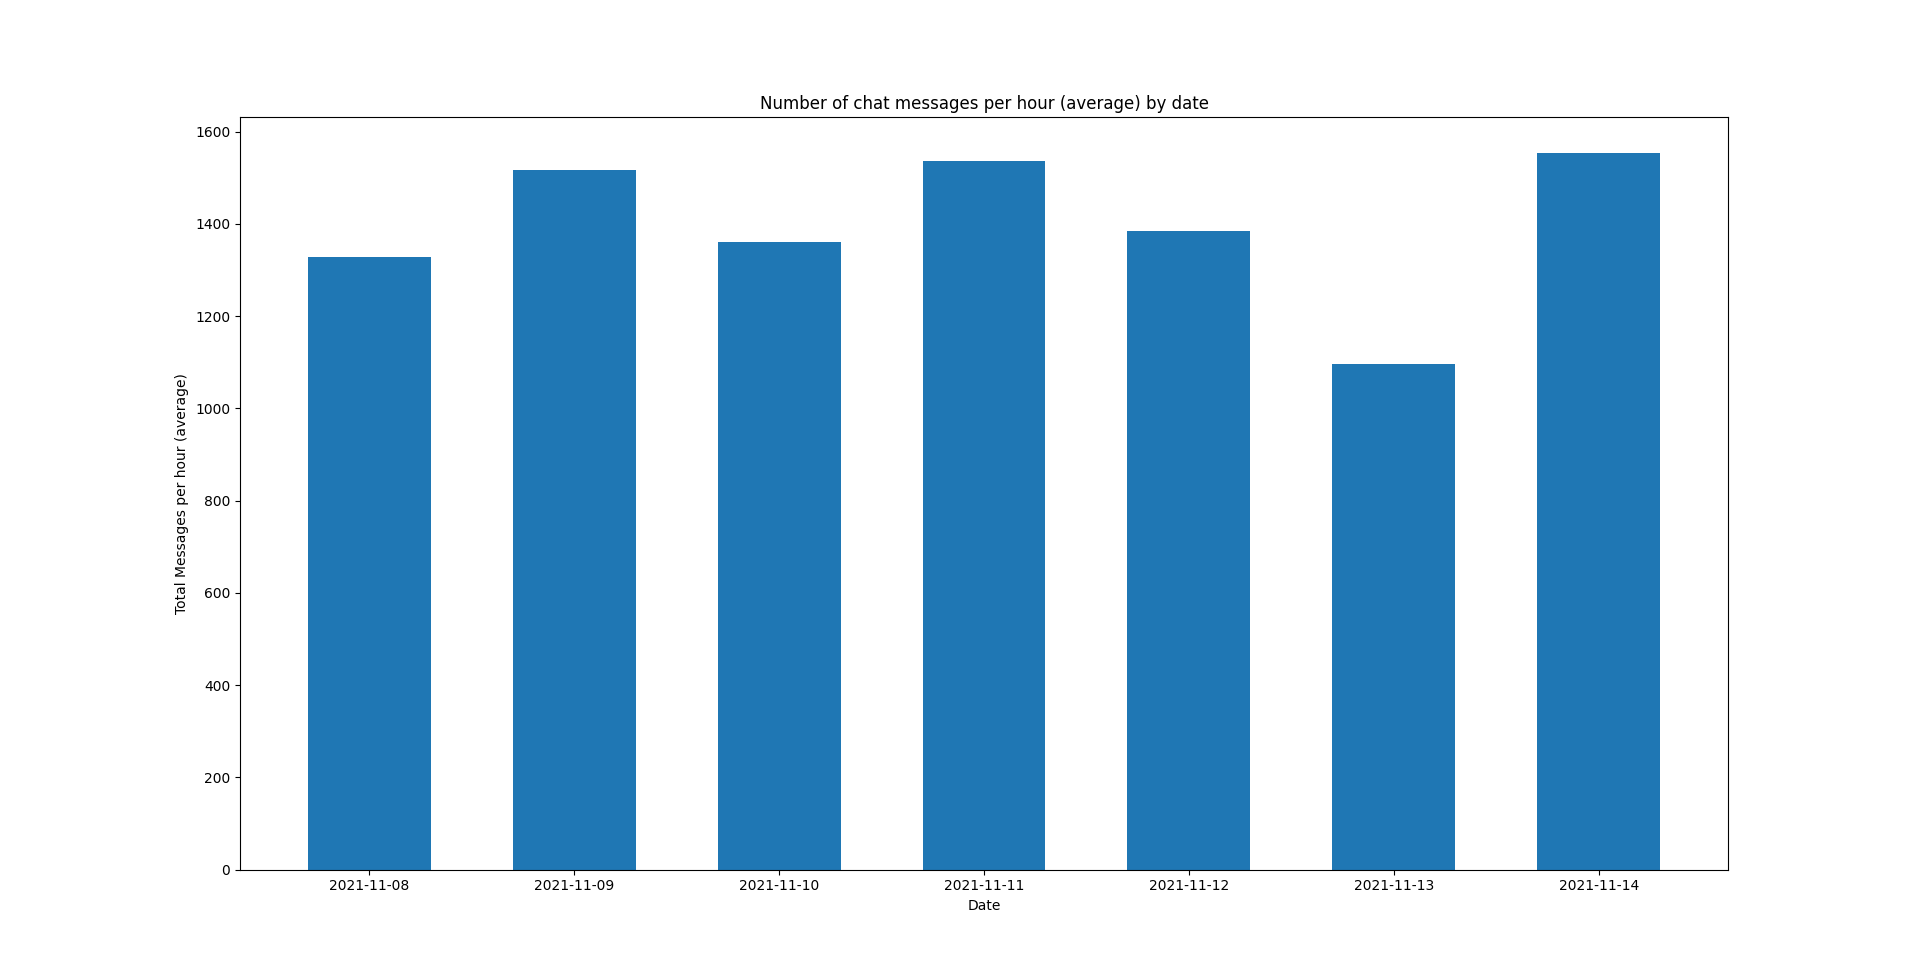 Number of chat messages per hour (average) by date
Total Messages per hour (average)
1600
1400
1200
1000
800
600
400
200
0
2021-11-08 2021-11-09 2021-11-10 2021-11-11 2021-11-12 2021-11-13 2021-11-14
Date